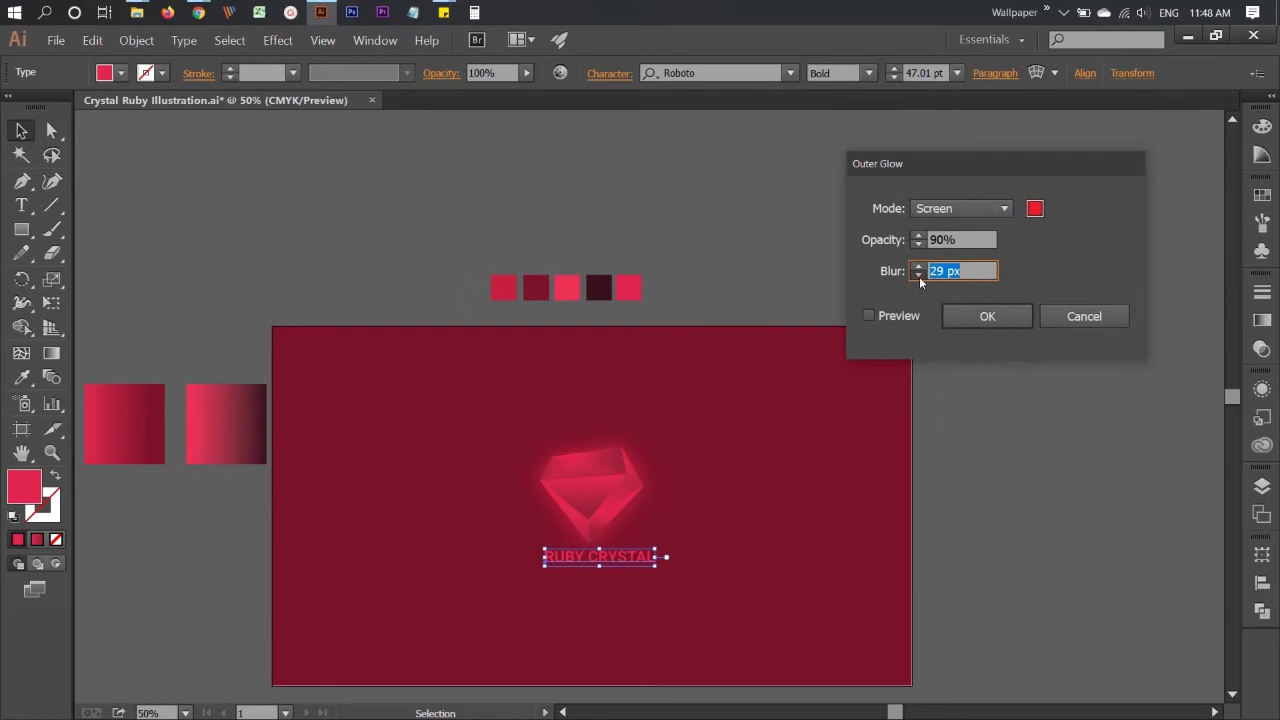 Wallpaper
ENG
11:48 AM
Ai
File Edit Object Type Select Effect View Window Help
Br
Essentials
Type
Stroke:
Opacity:
100%
Character:
Roboto
Bold
47.01 pt
Paragraph
Align
Transform
Crystal Ruby Illustration.ai* @ 50% (CMYK/Preview)
Outer Glow
Mode:
Screen
Opacity:
90%
Blur:
29 px
Preview
OK
Cancel
RUBY CRYSTAL
50%
1
Selection